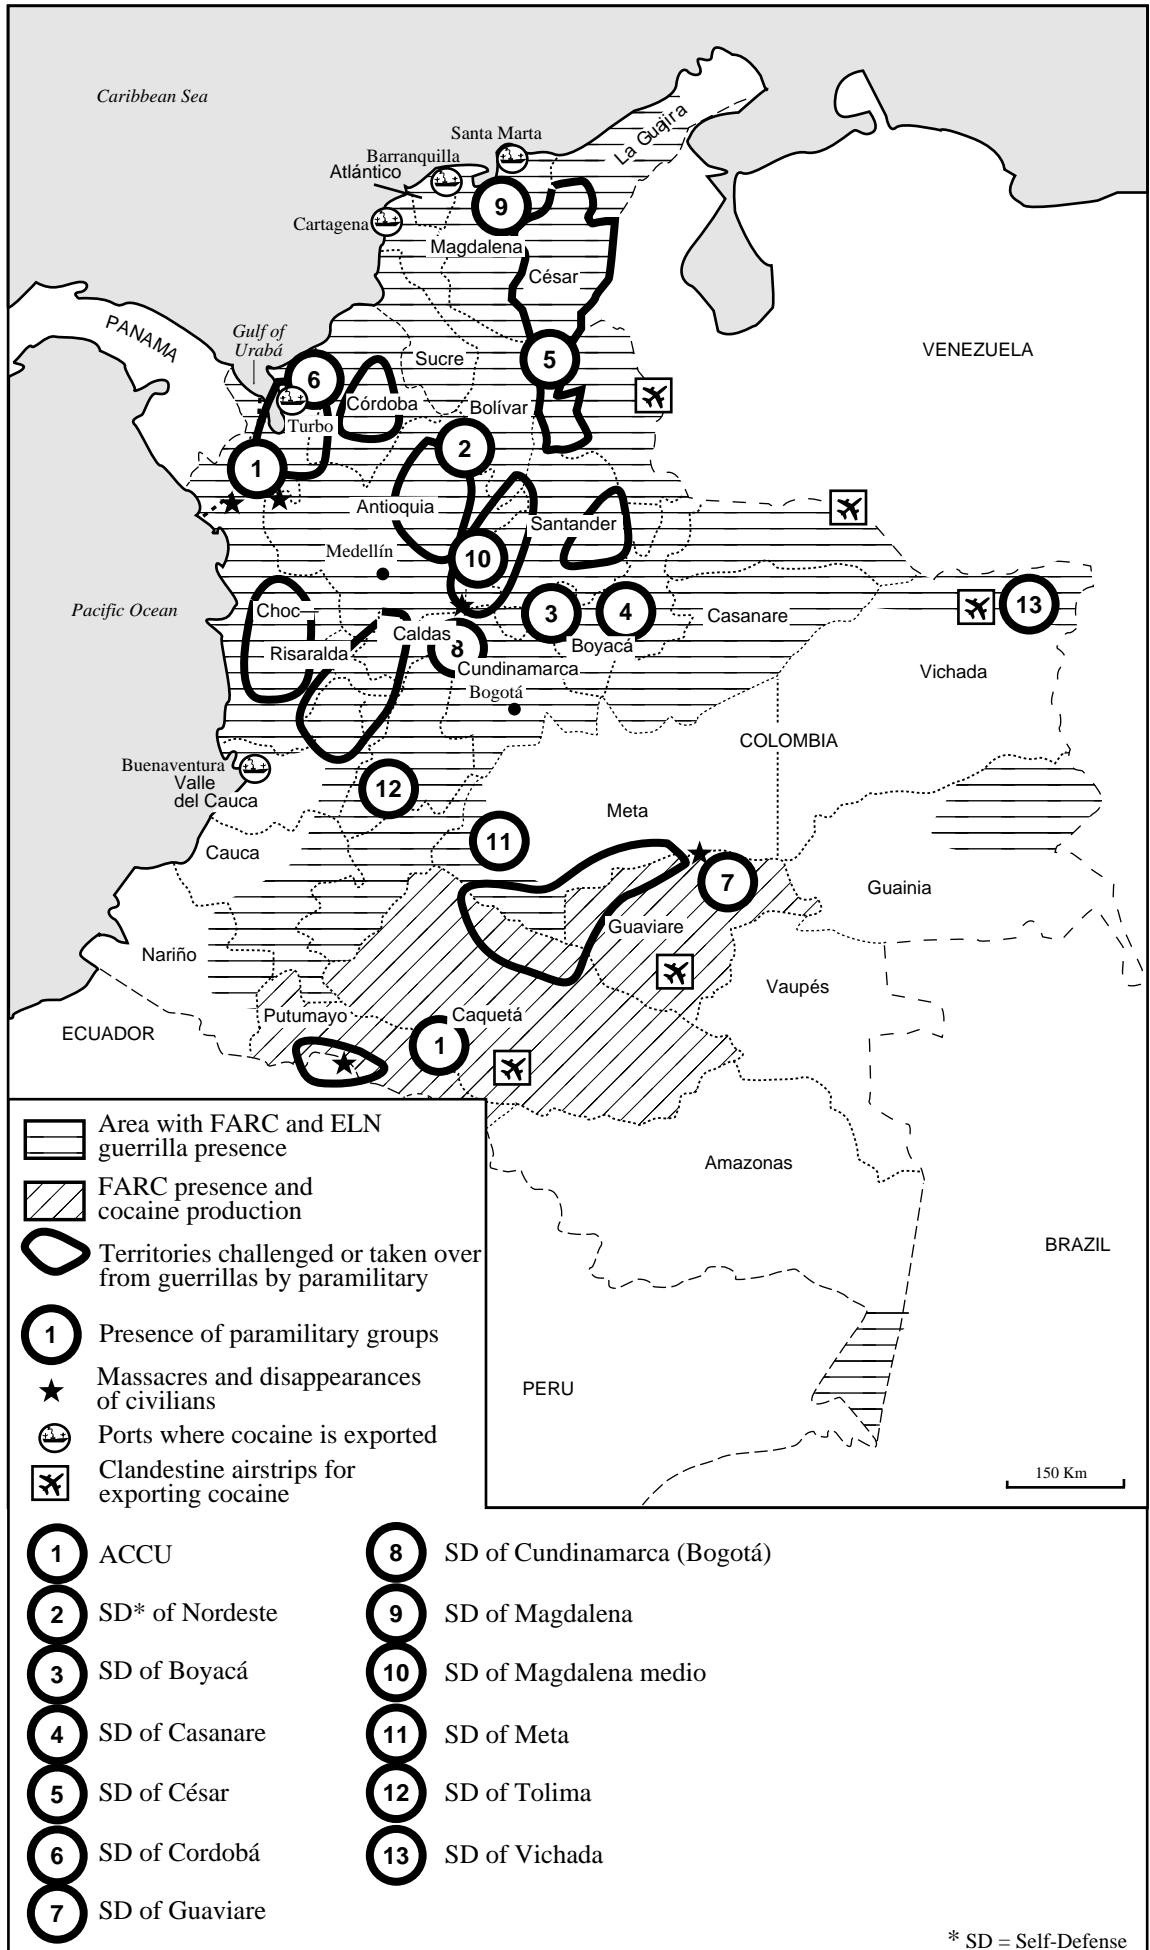 Caribbean Sea
La Guajira
Santa Marta
Barranquilla
Atlántico
9
Cartagena
Magdalena
César
PANAMA
Gulf of
Urabá
VENEZUELA
5
Sucre
6
Córdoba
Bolívar
Turbo
2
1
Antioquia
Santander
Medellín
10
Pacific Ocean
Choc
3
4
Casanare
13
Caldas
8
Boyacá
Risaralda
Cundinamarca
Vichada
Bogotá
COLOMBIA
Buenaventura
Valle
del Cauca
12
Meta
11
Cauca
7
Guainia
Guaviare
Nariño
Vaupés
Putumayo
Caquetá
ECUADOR
1
Amazonas
BRAZIL
PERU
150 Km
Area with FARC and ELN
guerrilla presence
FARC presence and
cocaine production
Territories challenged or taken over
from guerrillas by paramilitary
1 Presence of paramilitary groups
Massacres and disappearances
of civilians
Ports where cocaine is exported
Clandestine airstrips for
exporting cocaine
1 ACCU
2 SD* of Nordeste
3 SD of Boyacá
4 SD of Casanare
5 SD of César
6 SD of Cordobá
7 SD of Guaviare
8 SD of Cundinamarca (Bogotá)
9 SD of Magdalena
10 SD of Magdalena medio
11 SD of Meta
12 SD of Tolima
13 SD of Vichada
* SD = Self-Defense